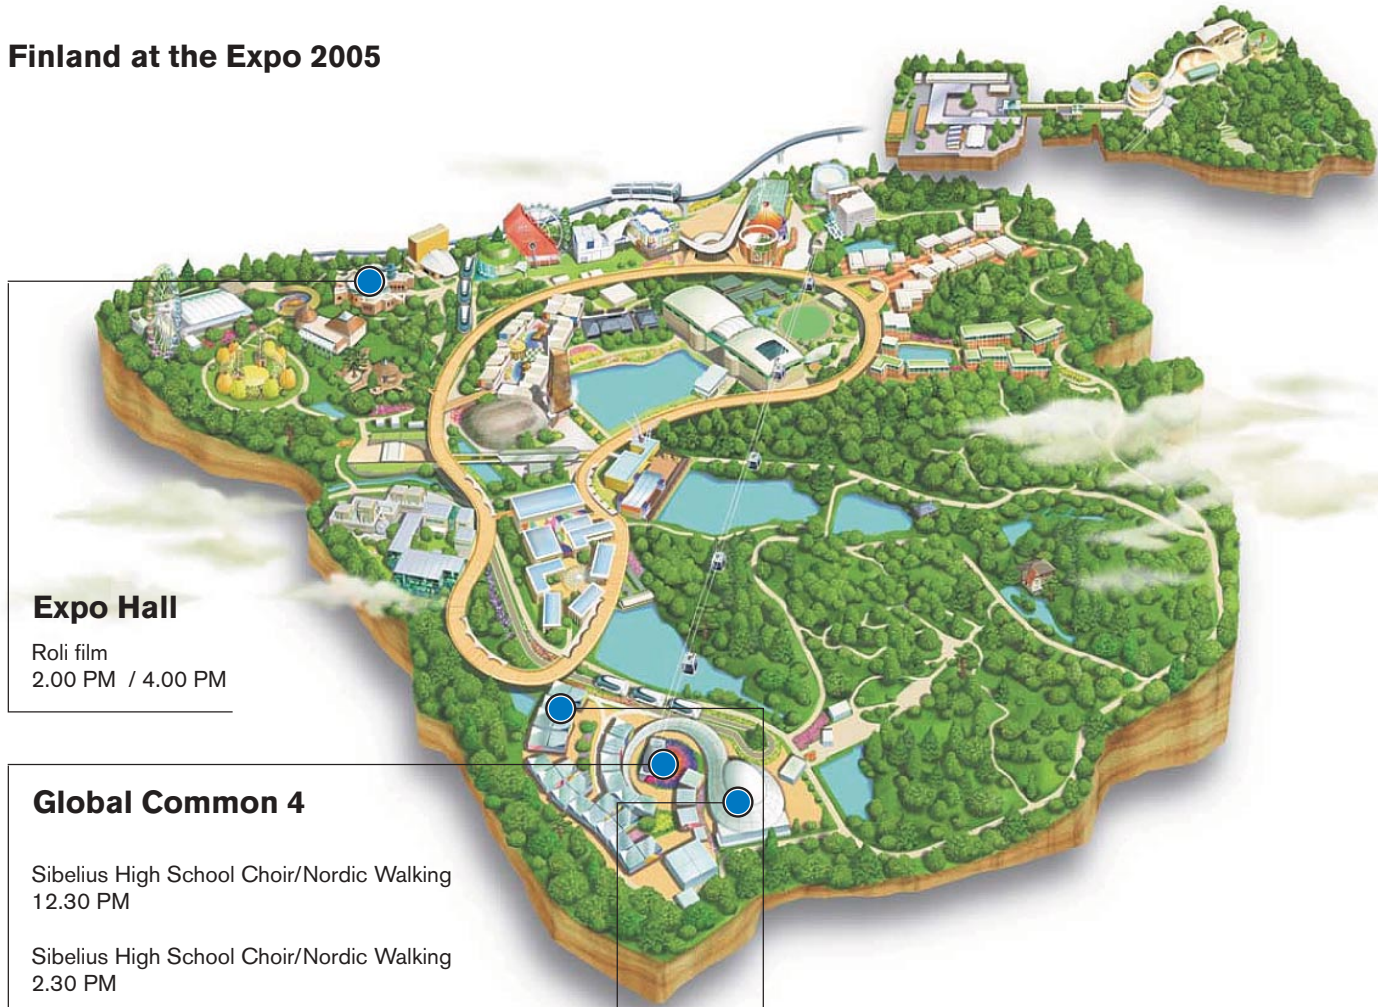 Finland at the Expo 2005
Expo Hall
Roli film
2.00 PM / 4.00 PM
Global Common 4
Sibelius High School Choir/Nordic Walking
12.30 PM
Sibelius High School Choir/Nordic Walking
2.30 PM